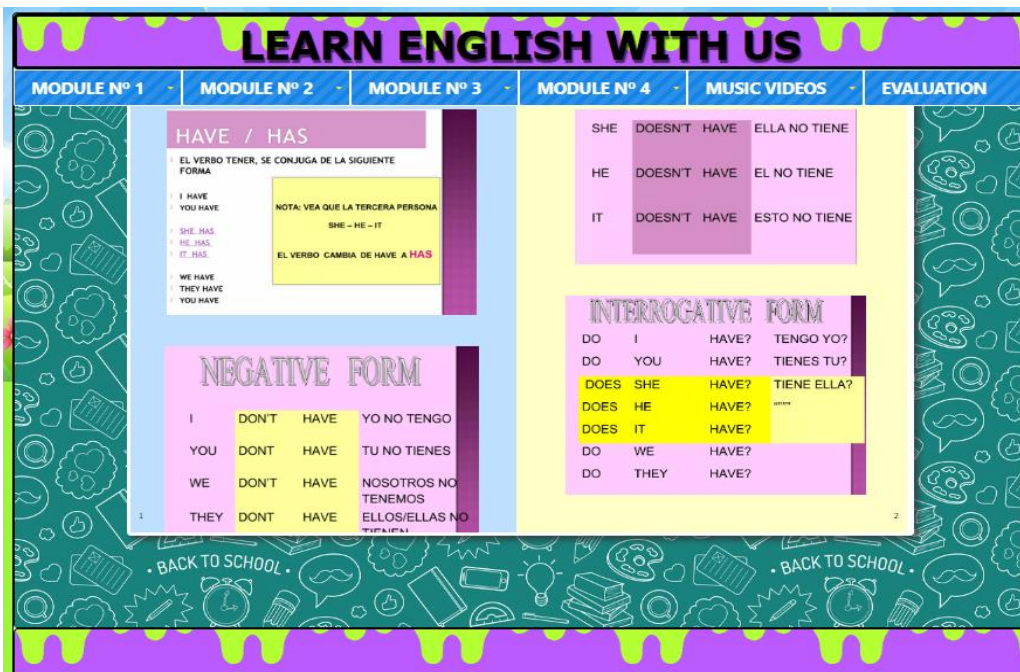 LEARN ENGLISH WITH US
MODULE Nº 1 MODULE Nº 2 MODULE Nº 3 MODULE Nº 4 MUSIC VIDEOS EVALUATION
HAVE / HAS
EL VERBO TENER, SE CONJUGA DE LA SIGUIENTE
FORMA
I HAVE
YOU HAVE
SHE HAS
HE HAS
IT HAS
WE HAVE
THEY HAVE
YOU HAVE
NOTA: VEA QUE LA TERCERA PERSONA
SHE – HE – IT
EL VERBO CAMBIA DE HAVE A HAS
NEGATIVE FORM
I DON'T HAVE YO NO TENGO
YOU DONT HAVE TU NO TIENES
WE DON'T HAVE NOSOTROS NO
TENEMOS
THEY DONT HAVE ELLOS/ELLAS NO
TIENEN
1
SHE DOESN'T HAVE ELLA NO TIENE
HE DOESN'T HAVE EL NO TIENE
IT DOESN'T HAVE ESTO NO TIENE
INTERROGATIVE FORM
DO I HAVE? TENGO YO?
DO YOU HAVE? TIENES TU?
DOES SHE HAVE? TIENE ELLA?
DOES HE HAVE? """"
DOES IT HAVE?
DO WE HAVE?
DO THEY HAVE?
2
• BACK TO SCHOOL •
• BACK TO SCHOOL •